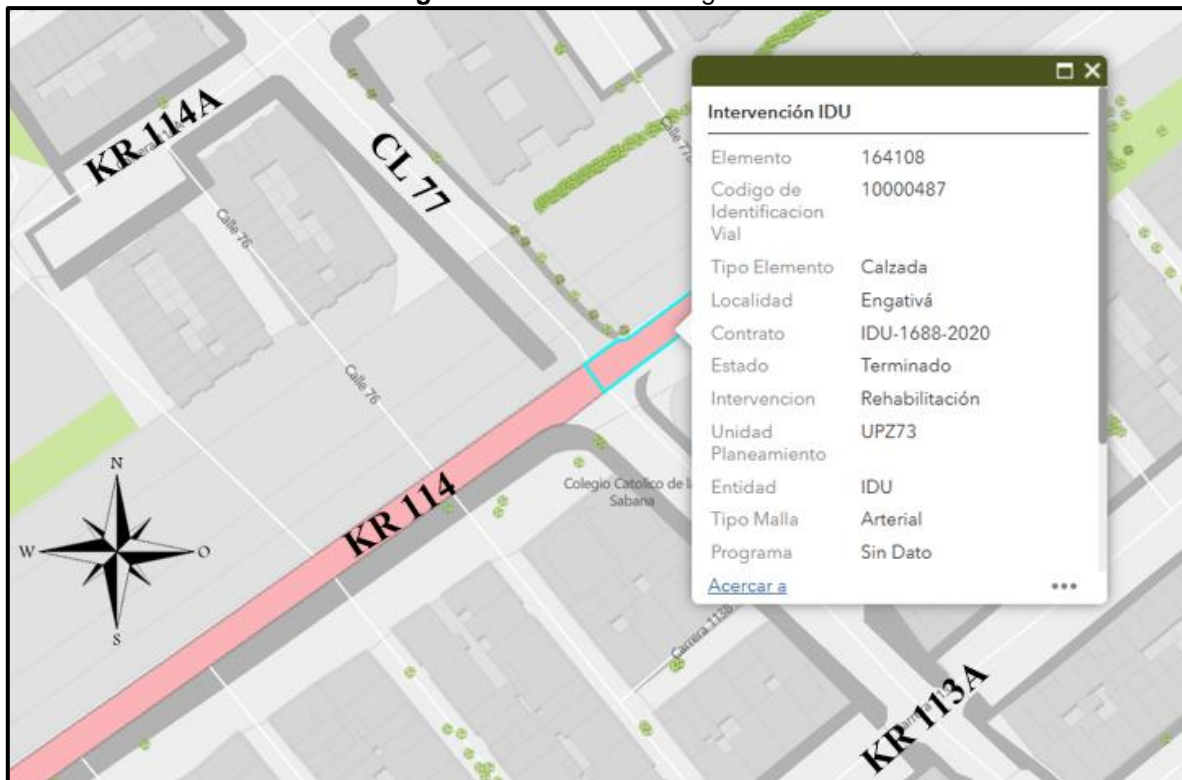 KR 114A
CL 77
Calle 76
Calle 76
KR 114
Colegio Catolico de l
Sabana
Carrera 113B
KR 113A
N
W
O
S
Intervención IDU
Elemento 164108
Codigo de 10000487
Identificacion
Vial
Tipo Elemento Calzada
Localidad Engativá
Contrato IDU-1688-2020
Estado Terminado
Intervencion Rehabilitación
Unidad UPZ73
Planeamiento
Entidad IDU
Tipo Malla Arterial
Programa Sin Dato
Acercar a